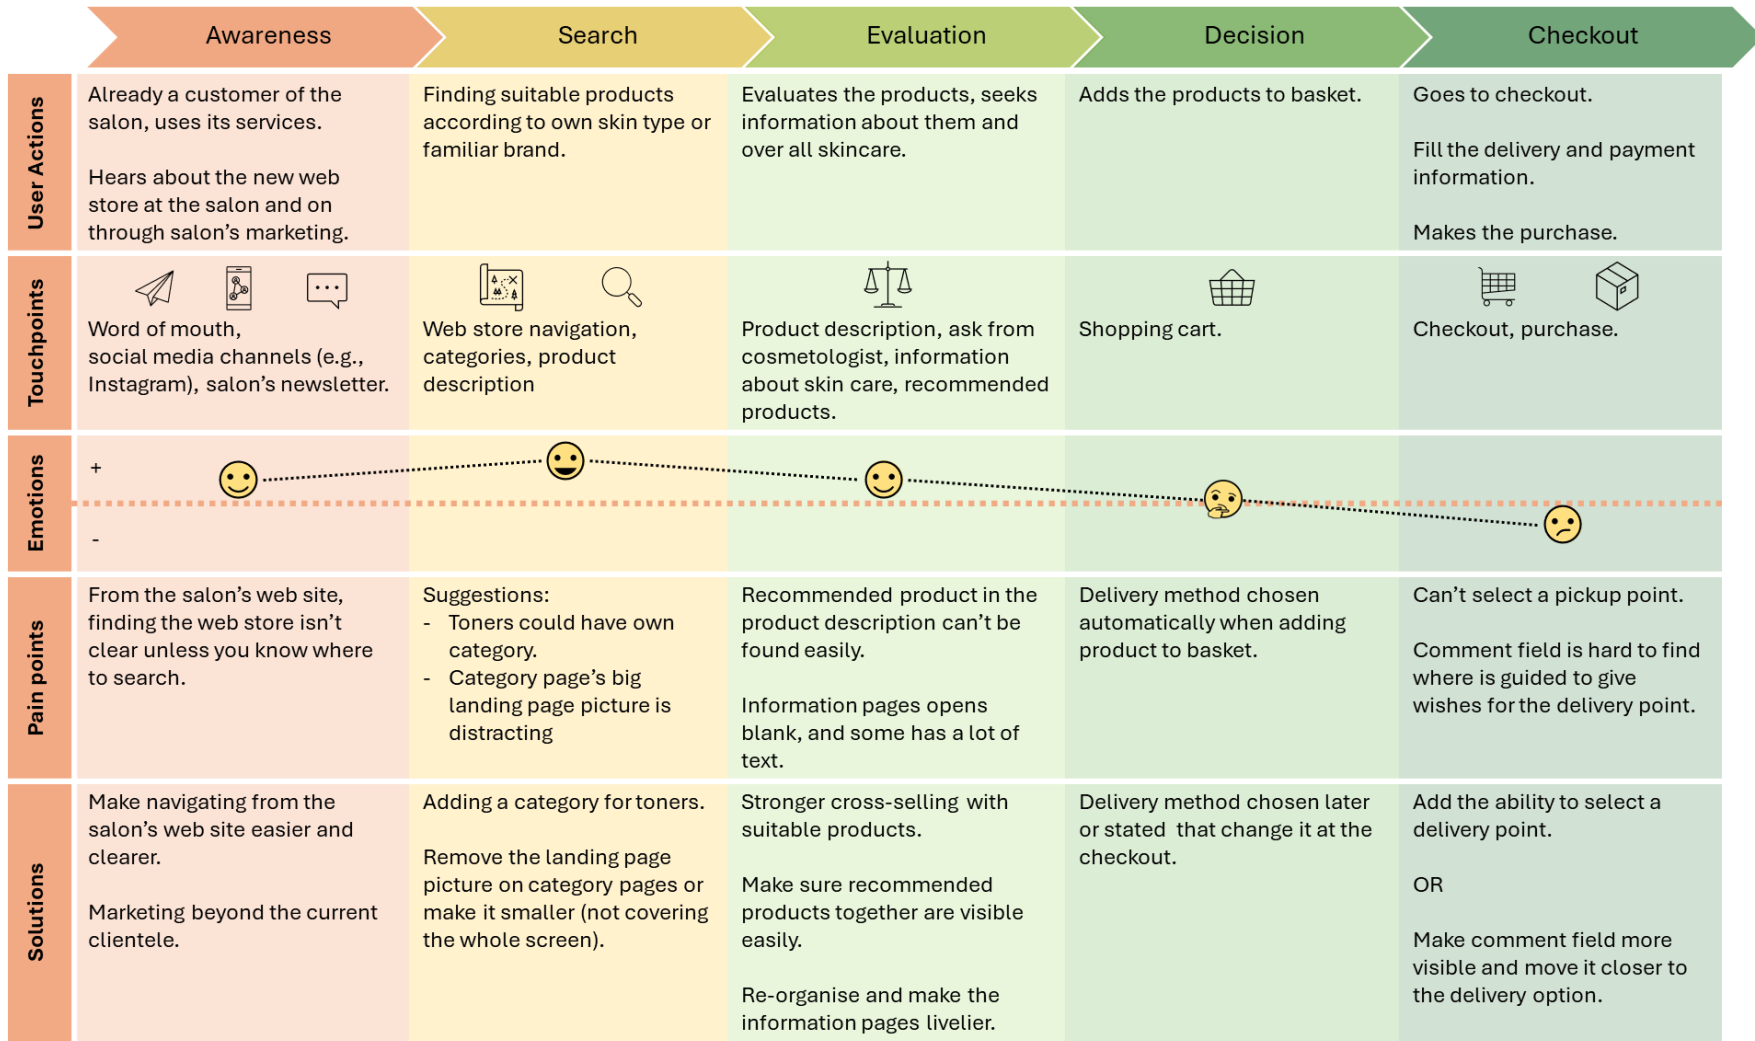 Awareness
Search
Evaluation
Decision
Checkout
User Actions
Already a customer of the
salon, uses its services.
Hears about the new web
store at the salon and on
through salon’s marketing.
Finding suitable products
according to own skin type or
familiar brand.
Evaluates the products, seeks
information about them and
over all skincare.
Adds the products to basket.
Goes to checkout.
Fill the delivery and payment
information.
Makes the purchase.
Touchpoints
Word of mouth,
social media channels (e.g.,
Instagram), salon’s newsletter.
Web store navigation,
categories, product
description
Product description, ask from
cosmetologist, information
about skin care, recommended
products.
Shopping cart.
Checkout, purchase.
Emotions
+
-
Pain points
From the salon’s web site,
finding the web store isn’t
clear unless you know where
to search.
Suggestions:
- Toners could have own
category.
- Category page’s big
landing page picture is
distracting
Recommended product in the
product description can’t be
found easily.
Information pages opens
blank, and some has a lot of
text.
Delivery method chosen
automatically when adding
product to basket.
Can’t select a pickup point.
Comment field is hard to find
where is guided to give
wishes for the delivery point.
Solutions
Make navigating from the
salon’s web site easier and
clearer.
Marketing beyond the current
clientele.
Adding a category for toners.
Remove the landing page
picture on category pages or
make it smaller (not covering
the whole screen).
Stronger cross-selling with
suitable products.
Make sure recommended
products together are visible
easily.
Re-organise and make the
information pages livelier.
Delivery method chosen later
or stated that change it at the
checkout.
Add the ability to select a
delivery point.
OR
Make comment field more
visible and move it closer to
the delivery option.